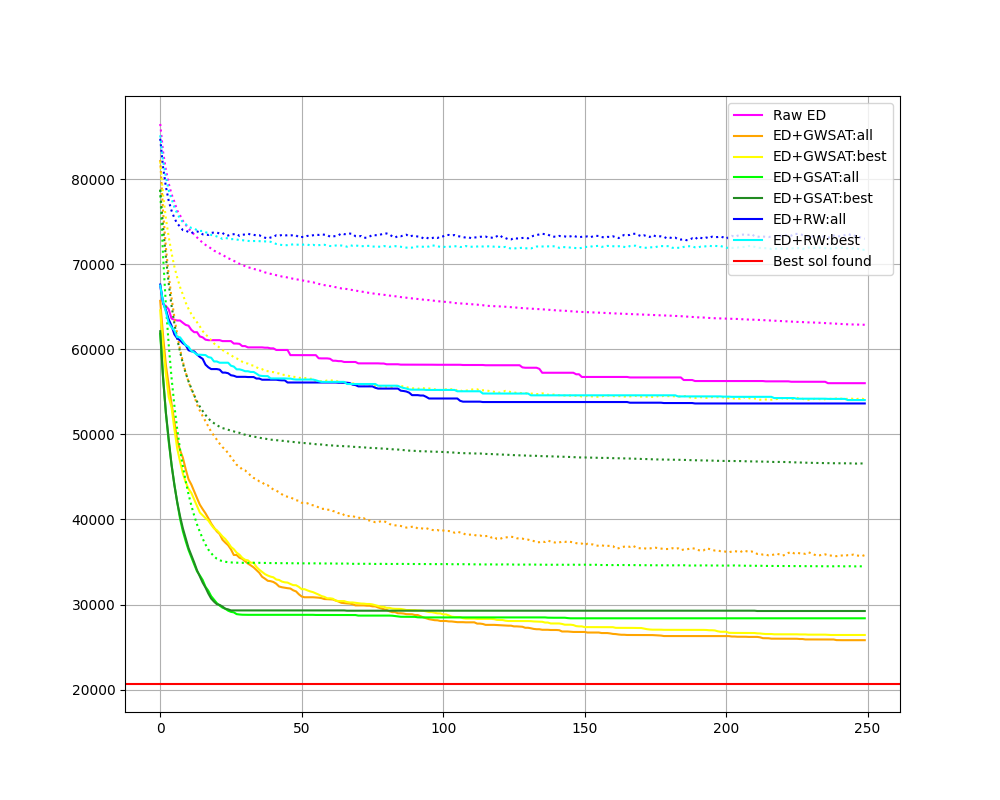 Raw ED
ED+GWSAT:all
ED+GWSAT:best
ED+GSAT:all
ED+GSAT:best
ED+RW:all
ED+RW:best
Best sol found
80000
70000
60000
50000
40000
30000
20000
0 50 100 150 200 250